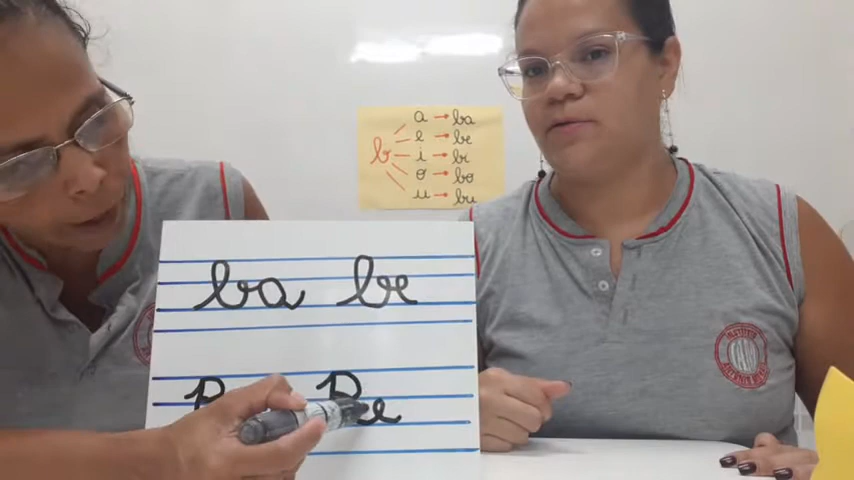 b a → ba
e → be
i → bi
o → bo
u → bu
ba be
B Be